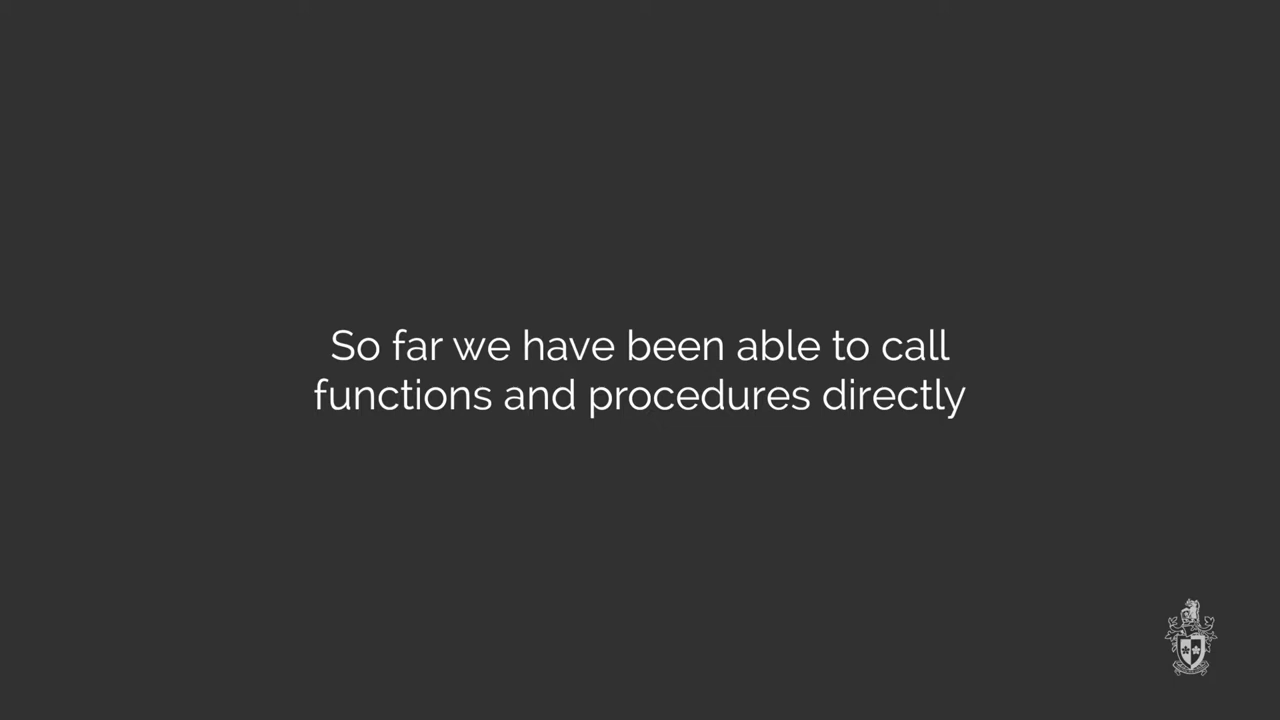 So far we have been able to call
functions and procedures directly